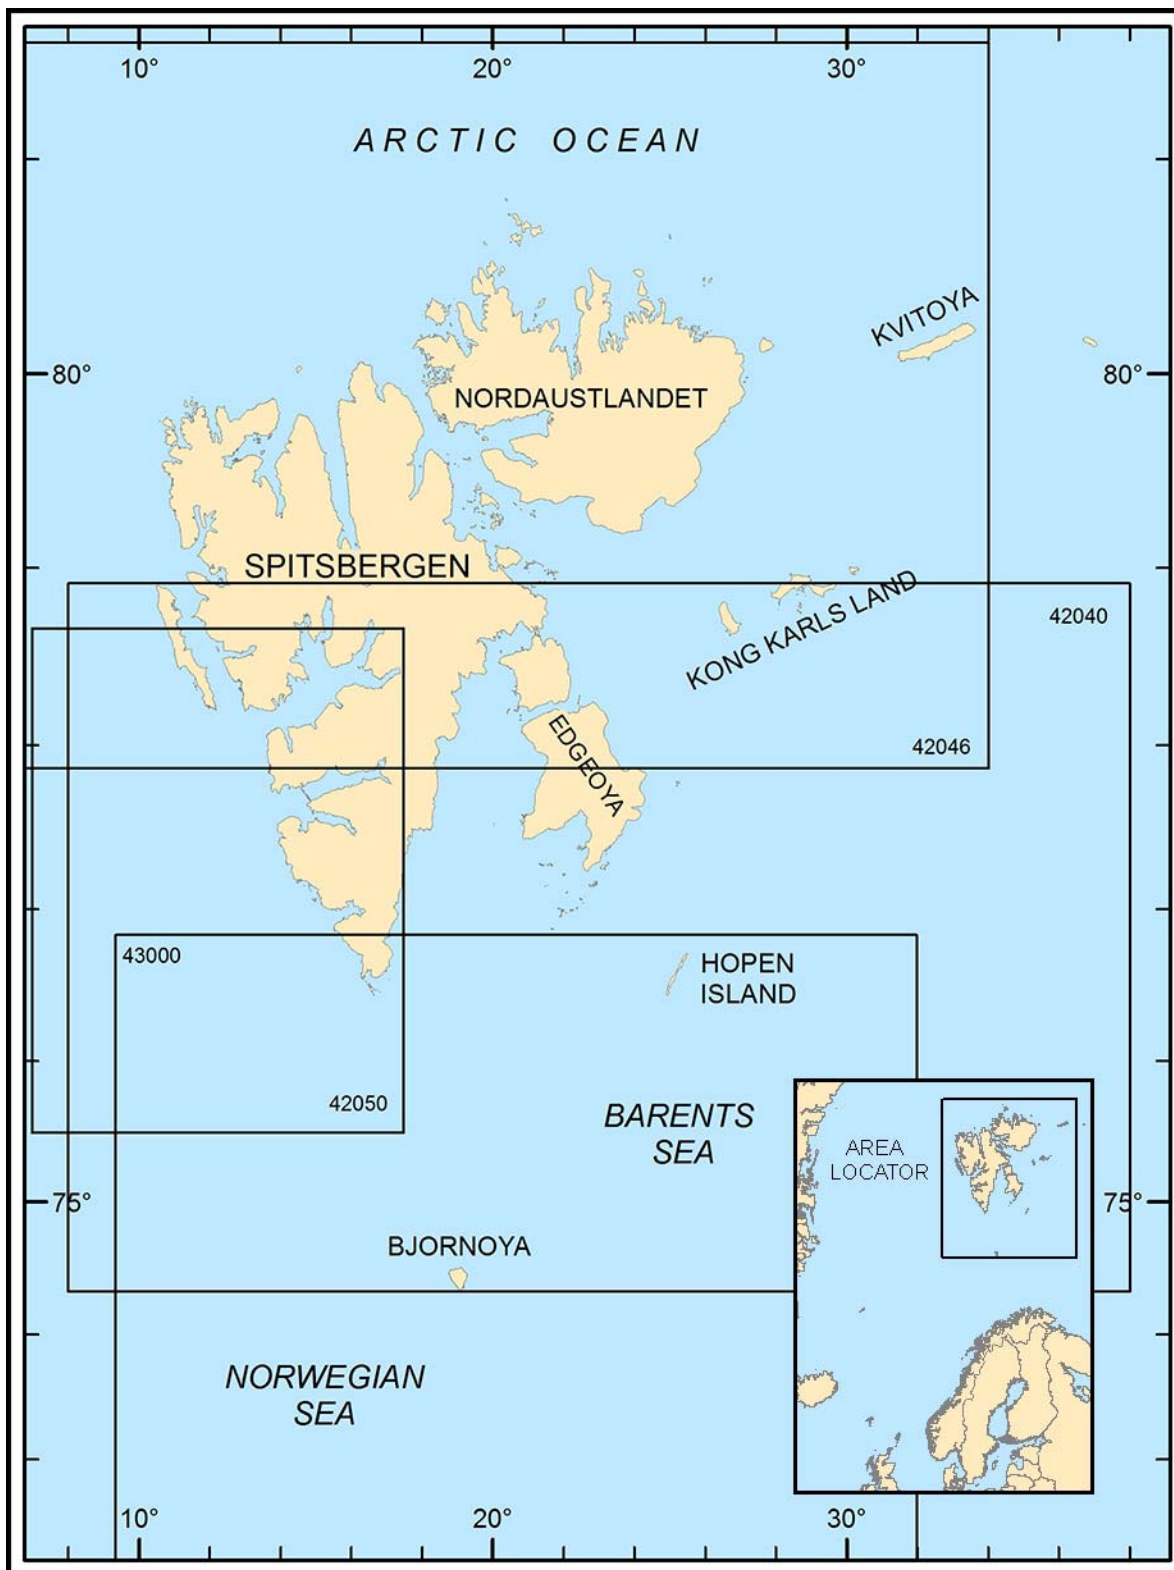 10° 20° 30°
ARCTIC OCEAN
KVITOYA
80° 80°
NORDAUSTLANDET
SPITSBERGEN
42040
KONG KARLS LAND
EDGEOYA
42046
43000
HOPEN
ISLAND
42050
BARENTS
SEA
AREA
LOCATOR
75° 75°
BJORNOYA
NORWEGIAN
SEA
10° 20° 30°